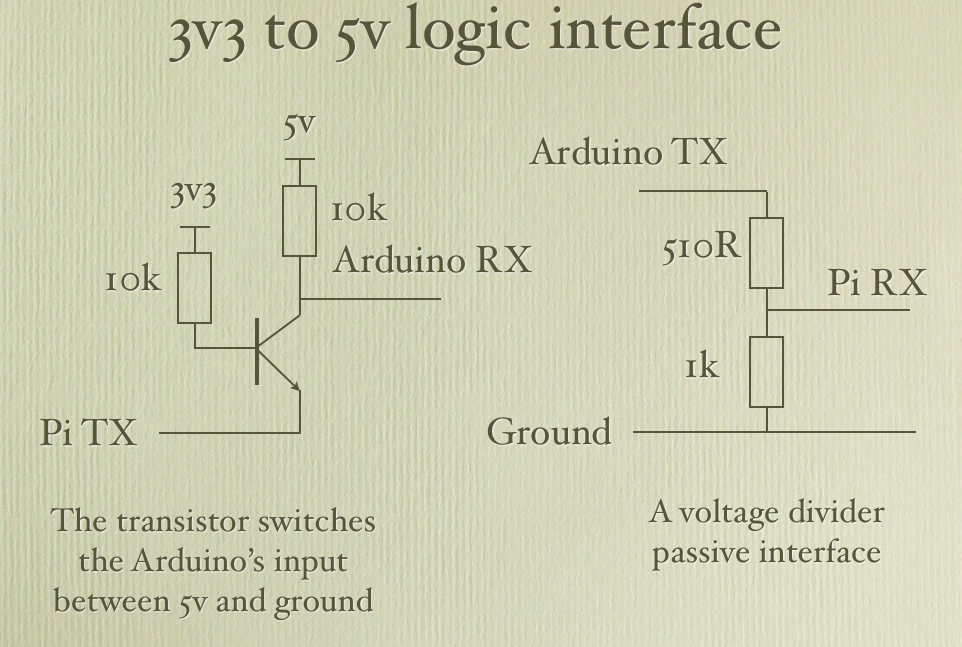 3v3 to 5v logic interface
5v
3v3
10k
10k
Arduino RX
Pi TX
The transistor switches
the Arduino's input
between 5v and ground
Arduino TX
510R
Pi RX
1k
Ground
A voltage divider
passive interface